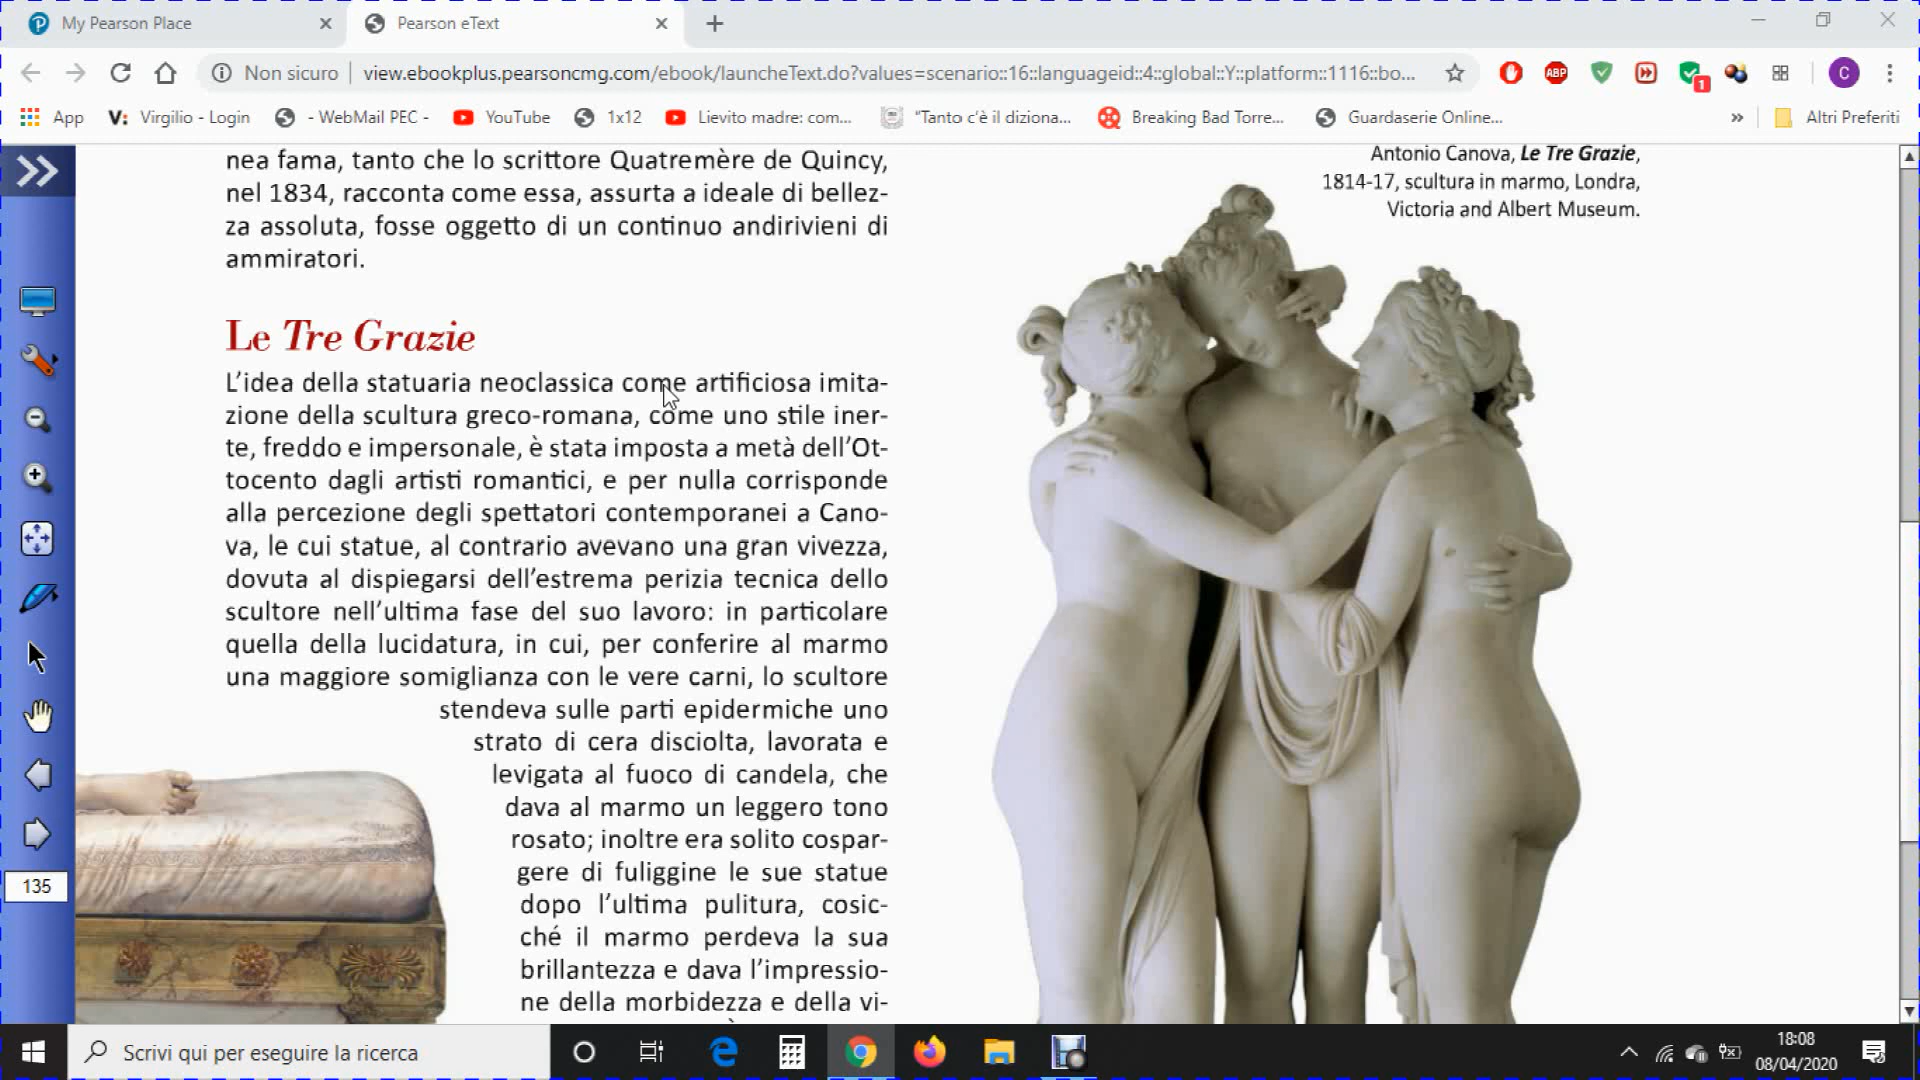 My Pearson Place
Pearson eText
Non sicuro
view.ebookplus.pearsoncmg.com/ebook/launcheText.do?values=scenario::16::languageid::4::global::Y::platform::1116::bo...
ABP
1
C
App
V: Virgilio - Login
- WebMail PEC -
YouTube
1x12
Lievito madre: com...
"Tanto c'è il diziona...
Breaking Bad Torre...
Guardaserie Online...
»
Altri Preferiti
nea fama, tanto che lo scrittore Quatremère de Quincy,
nel 1834, racconta come essa, assurta a ideale di bellez-
za assoluta, fosse oggetto di un continuo andirivieni di
ammiratori.
Le Tre Grazie
L'idea della statuaria neoclassica come artificiosa imita-
zione della scultura greco-romana, come uno stile iner-
te, freddo e impersonale, è stata imposta a metà dell'Ot-
tocento dagli artisti romantici, e per nulla corrisponde
alla percezione degli spettatori contemporanei a Cano-
va, le cui statue, al contrario avevano una gran vivezza,
dovuta al dispiegarsi dell'estrema perizia tecnica dello
scultore nell'ultima fase del suo lavoro: in particolare
quella della lucidatura, in cui, per conferire al marmo
una maggiore somiglianza con le vere carni, lo scultore
stendeva sulle parti epidermiche uno
strato di cera disciolta, lavorata e
levigata al fuoco di candela, che
dava al marmo un leggero tono
rosato; inoltre era solito cospar-
gere di fuliggine le sue statue
dopo l'ultima pulitura, cosic-
ché il marmo perdeva la sua
brillantezza e dava l'impressio-
ne della morbidezza e della vi-
Antonio Canova, Le Tre Grazie,
1814-17, scultura in marmo, Londra,
Victoria and Albert Museum.
135
Scrivi qui per eseguire la ricerca
18:08
08/04/2020